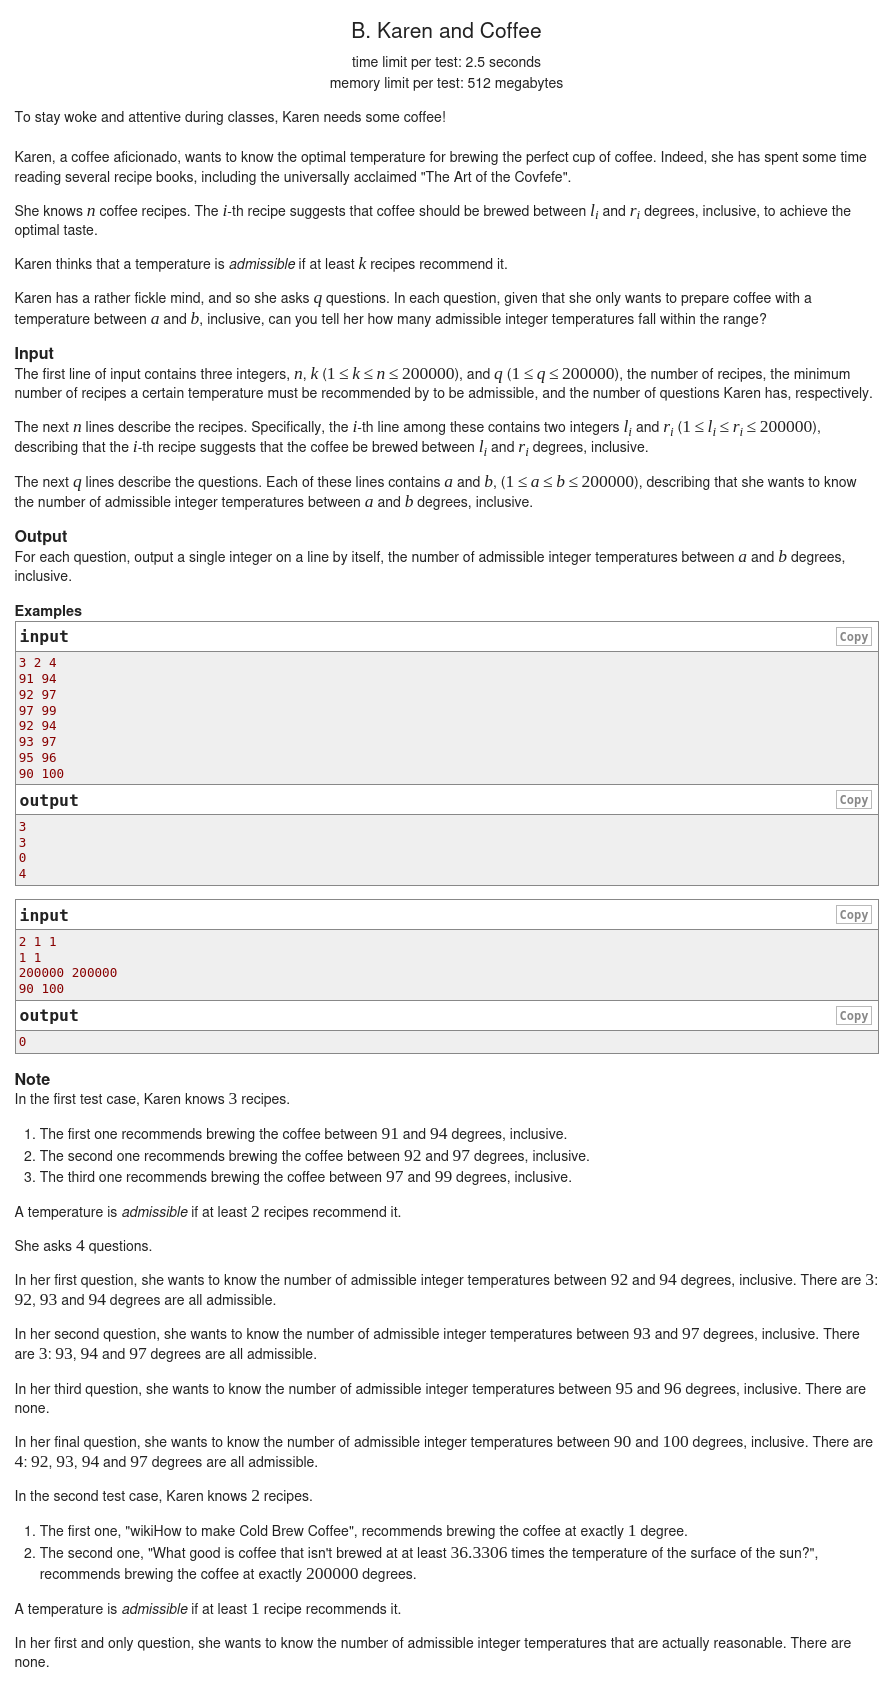 B. Karen and Coffee
time limit per test: 2.5 seconds
memory limit per test: 512 megabytes
To stay woke and attentive during classes, Karen needs some coffee!
Karen, a coffee aficionado, wants to know the optimal temperature for brewing the perfect cup of coffee. Indeed, she has spent some time
reading several recipe books, including the universally acclaimed "The Art of the Covfefe".
She knows n coffee recipes. The i-th recipe suggests that coffee should be brewed between l_i and r_i degrees, inclusive, to achieve the
optimal taste.
Karen thinks that a temperature is admissible if at least k recipes recommend it.
Karen has a rather fickle mind, and so she asks q questions. In each question, given that she only wants to prepare coffee with a
temperature between a and b, inclusive, can you tell her how many admissible integer temperatures fall within the range?
Input
The first line of input contains three integers, n, k (1 ≤ k ≤ n ≤ 200000), and q (1 ≤ q ≤ 200000), the number of recipes, the minimum
number of recipes a certain temperature must be recommended by to be admissible, and the number of questions Karen has, respectively.
The next n lines describe the recipes. Specifically, the i-th line among these contains two integers l_i and r_i (1 ≤ l_i ≤ r_i ≤ 200000),
describing that the i-th recipe suggests that the coffee be brewed between l_i and r_i degrees, inclusive.
The next q lines describe the questions. Each of these lines contains a and b, (1 ≤ a ≤ b ≤ 200000), describing that she wants to know
the number of admissible integer temperatures between a and b degrees, inclusive.
Output
For each question, output a single integer on a line by itself, the number of admissible integer temperatures between a and b degrees,
inclusive.
Examples
input Copy
3 2 4
91 94
92 97
97 99
92 94
93 97
95 96
90 100
output Copy
3
3
0
4
input Copy
2 1 1
1 1
200000 200000
90 100
output Copy
0
Note
In the first test case, Karen knows 3 recipes.
1. The first one recommends brewing the coffee between 91 and 94 degrees, inclusive.
2. The second one recommends brewing the coffee between 92 and 97 degrees, inclusive.
3. The third one recommends brewing the coffee between 97 and 99 degrees, inclusive.
A temperature is admissible if at least 2 recipes recommend it.
She asks 4 questions.
In her first question, she wants to know the number of admissible integer temperatures between 92 and 94 degrees, inclusive. There are 3:
92, 93 and 94 degrees are all admissible.
In her second question, she wants to know the number of admissible integer temperatures between 93 and 97 degrees, inclusive. There
are 3: 93, 94 and 97 degrees are all admissible.
In her third question, she wants to know the number of admissible integer temperatures between 95 and 96 degrees, inclusive. There are
none.
In her final question, she wants to know the number of admissible integer temperatures between 90 and 100 degrees, inclusive. There are
4: 92, 93, 94 and 97 degrees are all admissible.
In the second test case, Karen knows 2 recipes.
1. The first one, "wikiHow to make Cold Brew Coffee", recommends brewing the coffee at exactly 1 degree.
2. The second one, "What good is coffee that isn't brewed at at least 36.3306 times the temperature of the surface of the sun?",
recommends brewing the coffee at exactly 200000 degrees.
A temperature is admissible if at least 1 recipe recommends it.
In her first and only question, she wants to know the number of admissible integer temperatures that are actually reasonable. There are
none.